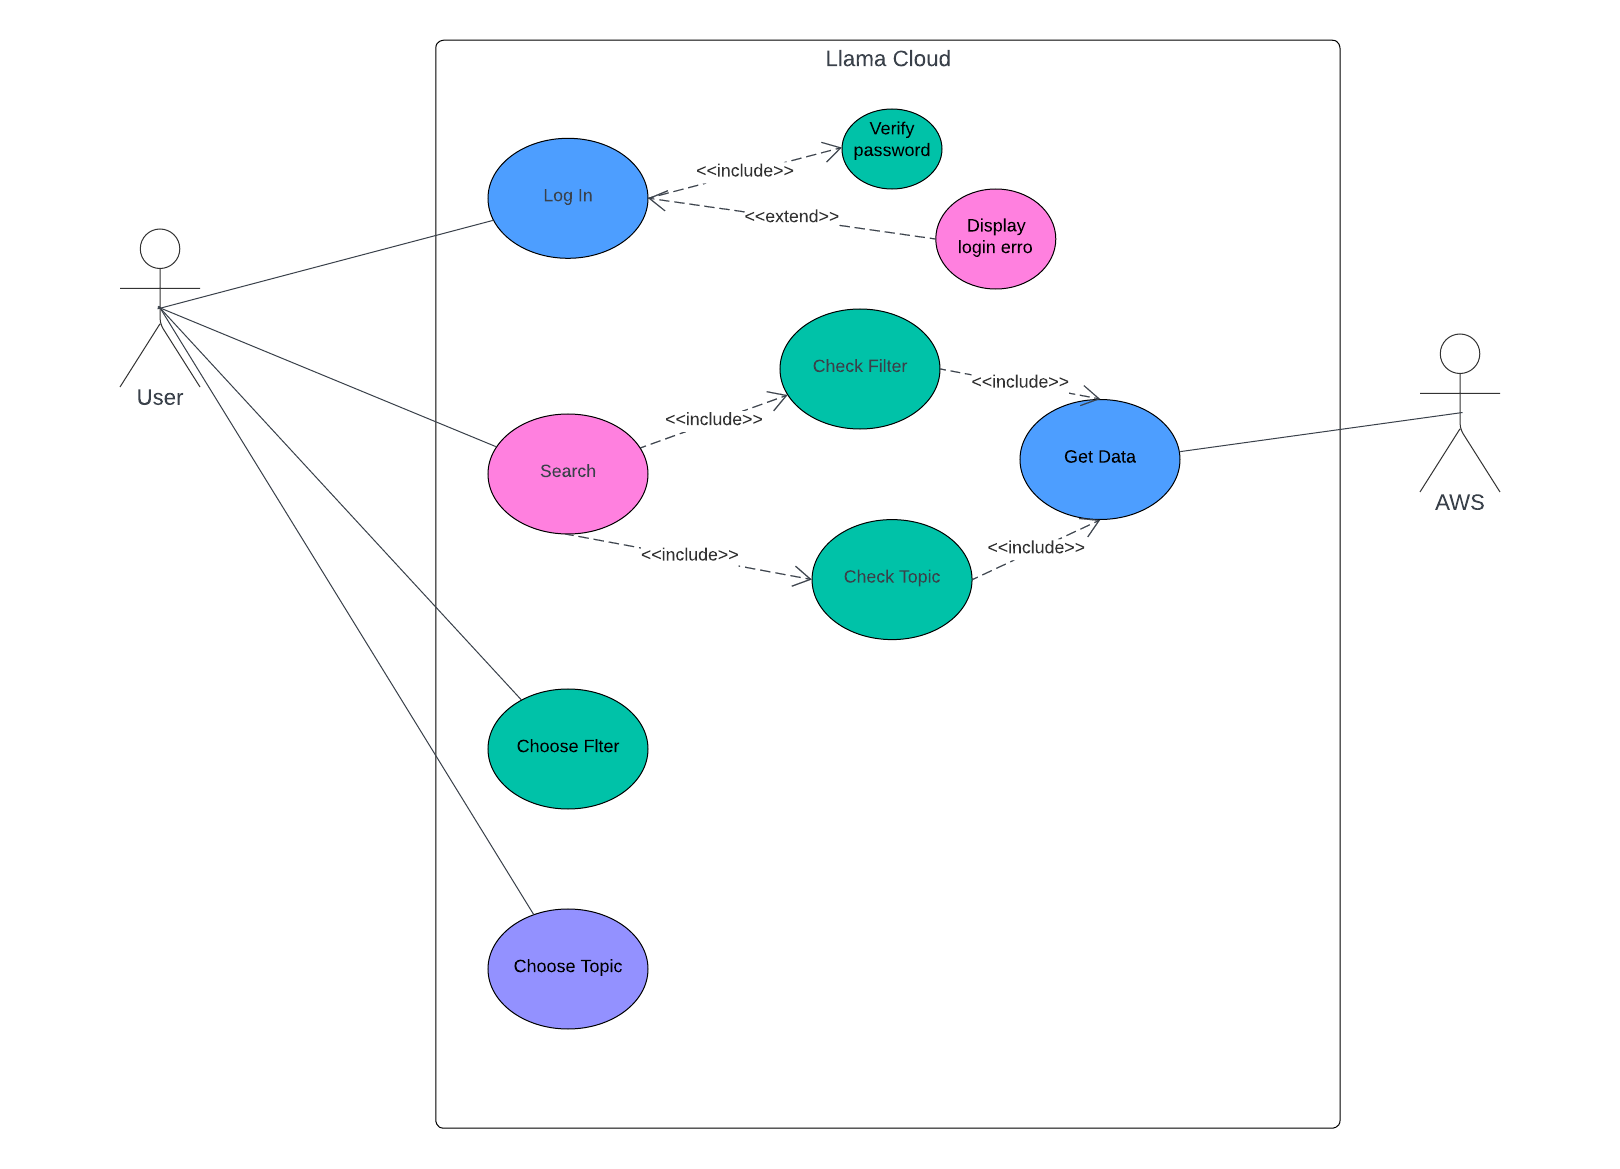 Llama Cloud
Verify
password
<<include>>
Log In
<<extend>>
Display
login erro
User
Check Filter
<<include>>
<<include>>
Search
Get Data
AWS
<<include>>
<<include>>
Check Topic
Choose Flter
Choose Topic